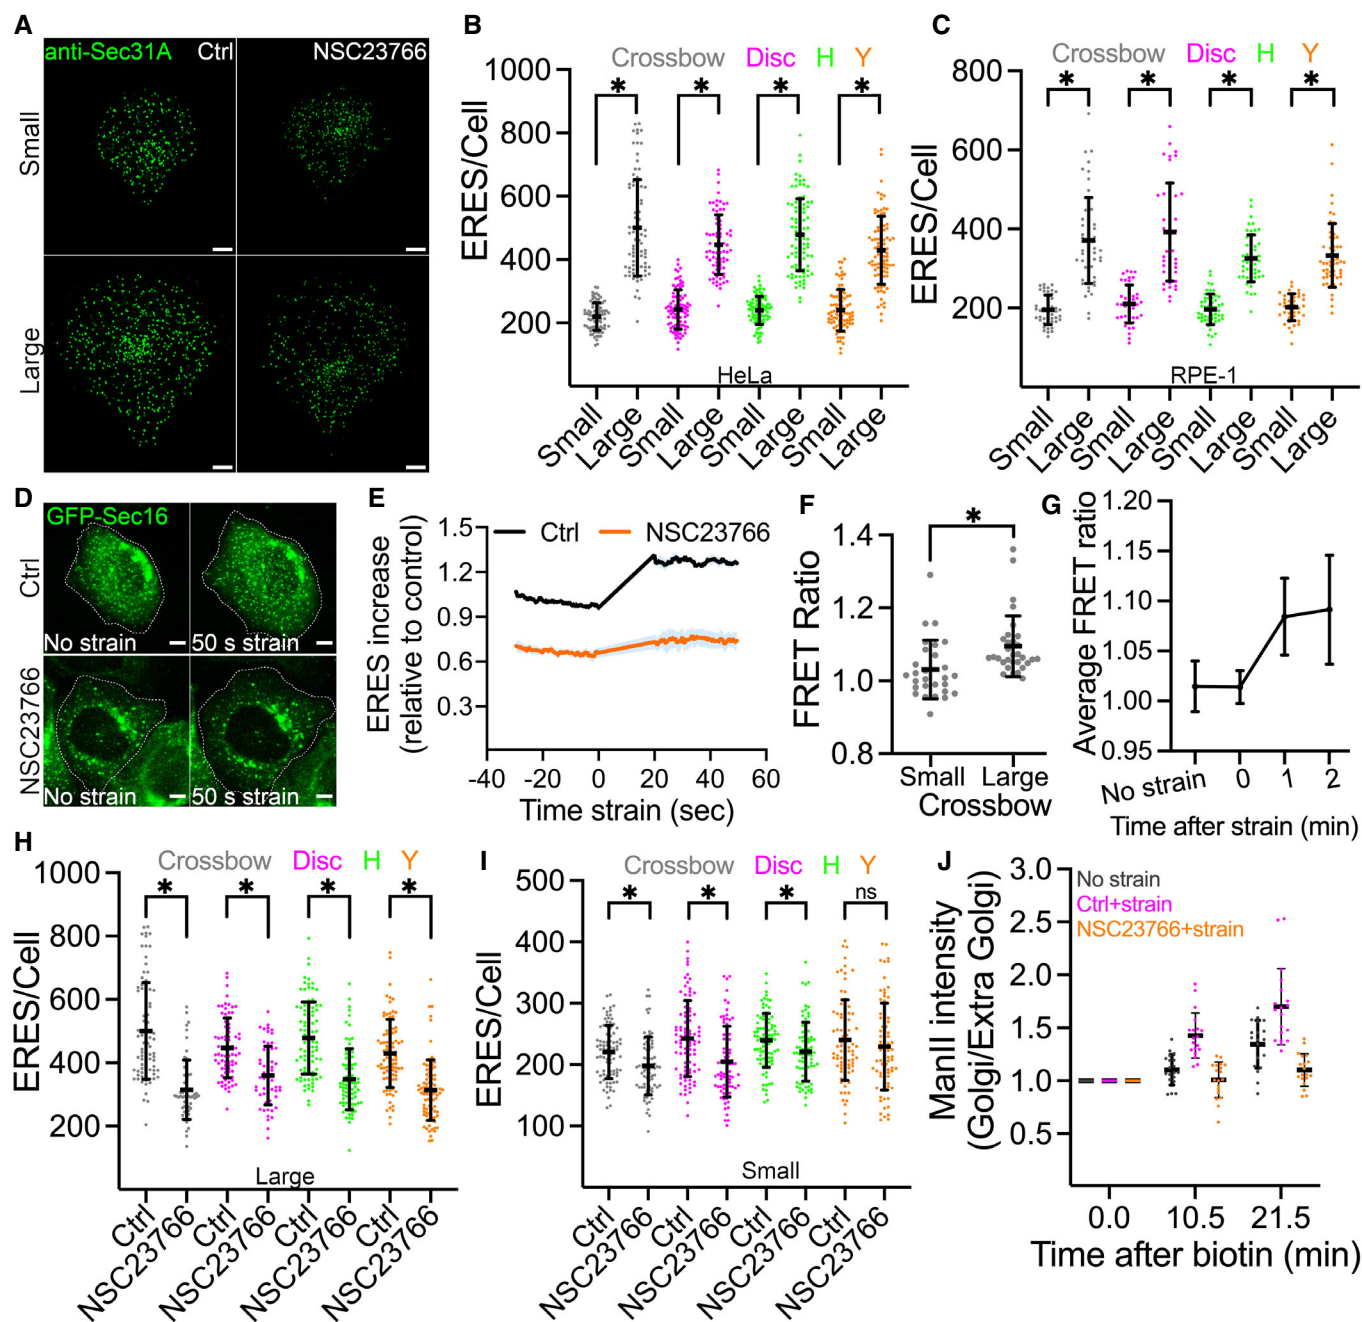 A
anti-Sec31A Ctrl
NSC23766
Small
Large
B
Crossbow Disc H Y
ERES/Cell
1000
800
600
400
200
* * * *
HeLa
Small Large Small Large Small Large Small Large
C
Crossbow Disc H Y
ERES/Cell
800
600
400
200
* * * *
RPE-1
Small Large Small Large Small Large Small Large
D
GFP-Sec16
Ctrl
No strain
50 s strain
NSC23766
No strain
50 s strain
E
Ctrl NSC23766
ERES increase
(relative to control)
1.5
1.2
0.9
0.6
0.3
-40 -20 0 20 40 60
Time strain (sec)
F
FRET Ratio
1.4
1.2
1.0
0.8
*
Small Large
Crossbow
G
Average FRET ratio
1.20
1.15
1.10
1.05
1.00
0.95
No strain 0 1 2
Time after strain (min)
H
Crossbow Disc H Y
ERES/Cell
1000
800
600
400
200
* * * *
Large
Ctrl NSC23766 Ctrl NSC23766 Ctrl NSC23766 Ctrl NSC23766
I
Crossbow Disc H Y
ERES/Cell
500
400
300
200
100
* * * ns
Small
Ctrl NSC23766 Ctrl NSC23766 Ctrl NSC23766 Ctrl NSC23766
J
No strain
Ctrl+strain
NSC23766+strain
ManII intensity
(Golgi/Extra Golgi)
3.0
2.5
2.0
1.5
1.0
0.5
0.0 10.5 21.5
Time after biotin (min)